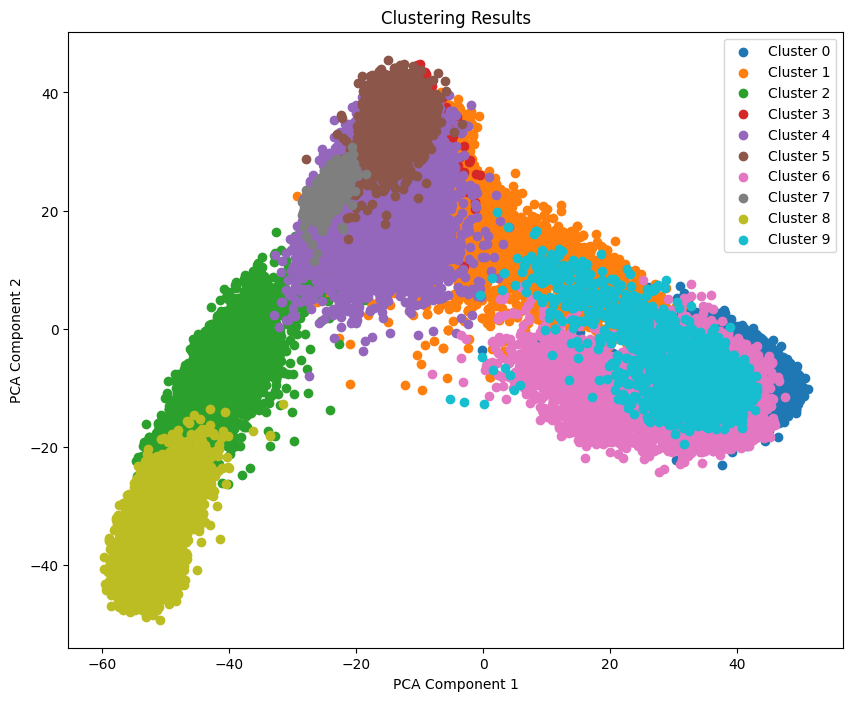 Clustering Results
Cluster 0
Cluster 1
Cluster 2
Cluster 3
Cluster 4
Cluster 5
Cluster 6
Cluster 7
Cluster 8
Cluster 9
40
20
0
−20
−40
PCA Component 2
−60 −40 −20 0 20 40
PCA Component 1